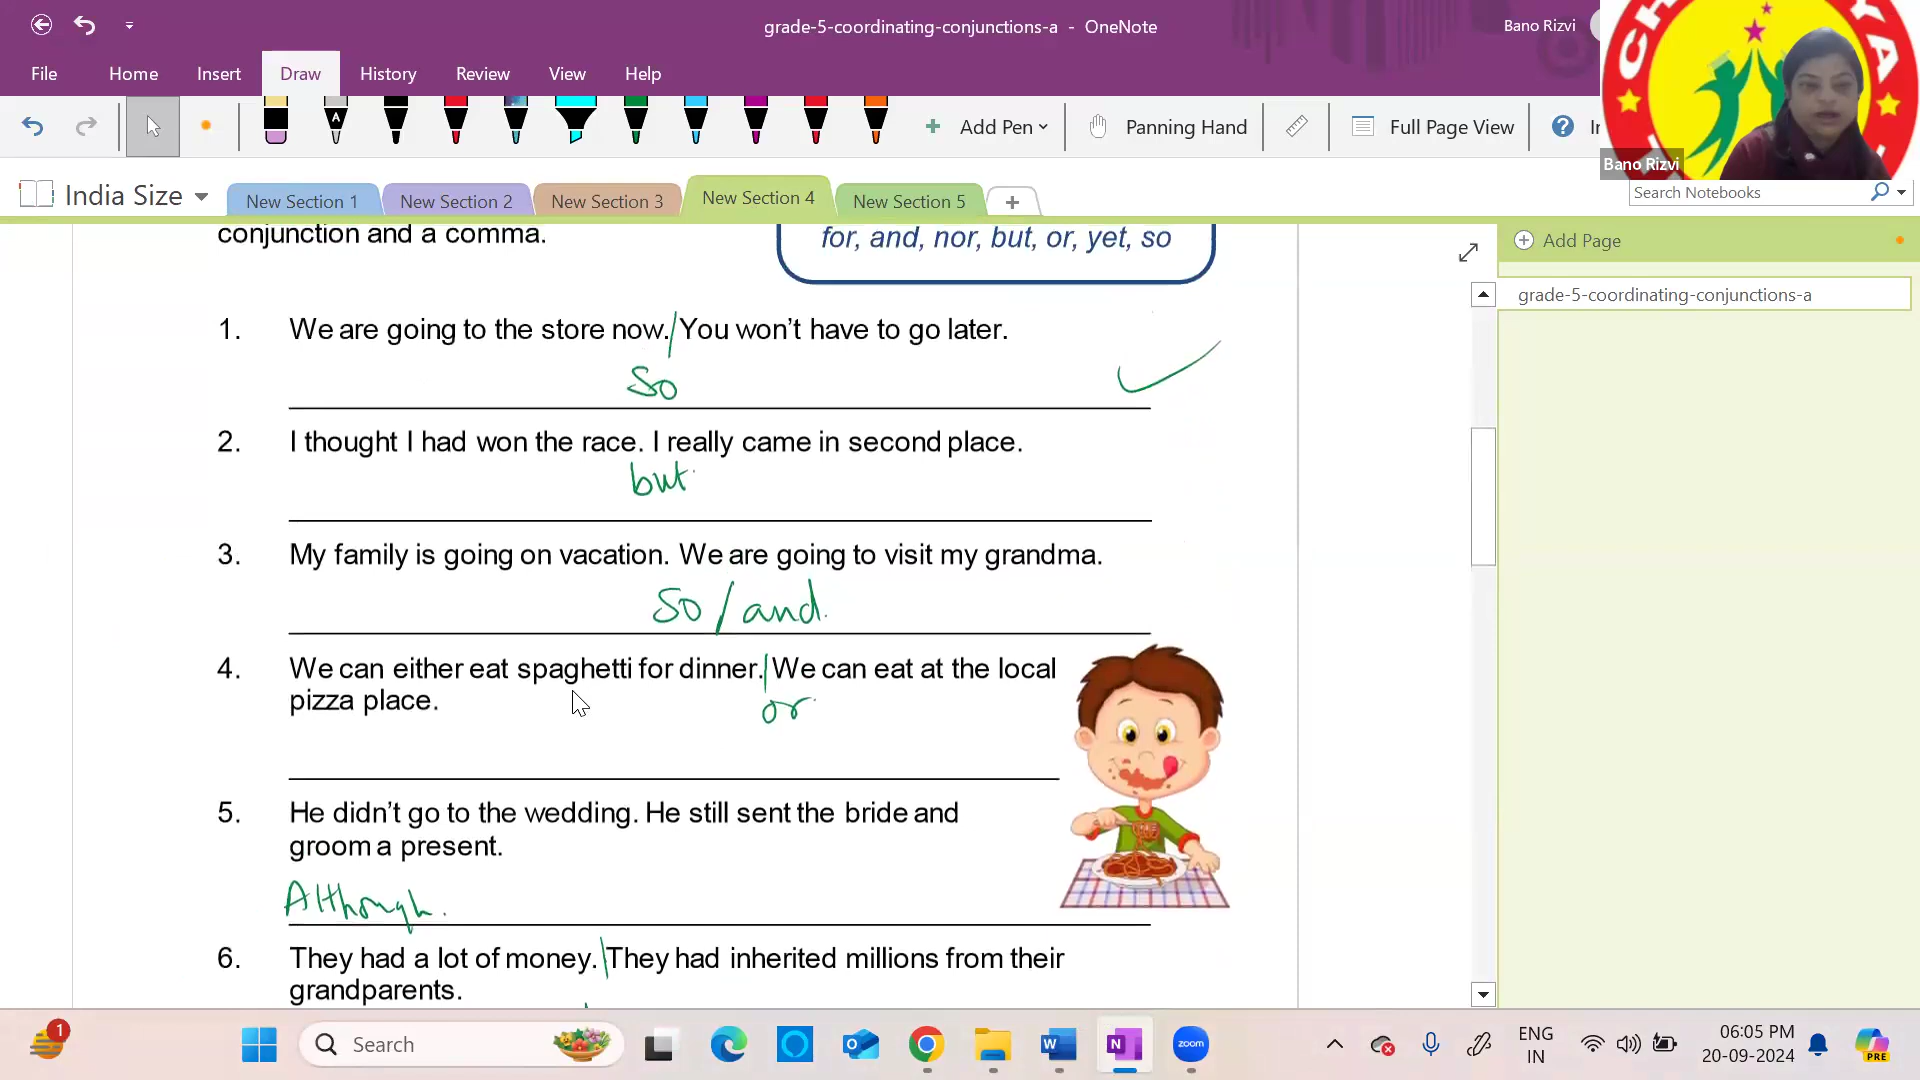 grade-5-coordinating-conjunctions-a - OneNote
Bano Rizvi
File Home Insert Draw History Review View Help
A
Add Pen
Panning Hand
Full Page View
Bano Rizvi
India Size
New Section 1
New Section 2
New Section 3
New Section 4
New Section 5
Search Notebooks
conjunction and a comma.
for, and, nor, but, or, yet, so
Add Page
grade-5-coordinating-conjunctions-a
1. We are going to the store now. You won't have to go later.
So
2. I thought I had won the race. I really came in second place.
but
3. My family is going on vacation. We are going to visit my grandma.
So / and
4. We can either eat spaghetti for dinner. We can eat at the local
pizza place.
or
5. He didn't go to the wedding. He still sent the bride and
groom a present.
Although
6. They had a lot of money. They had inherited millions from their
grandparents.
1
Search
zoom
ENG
IN
06:05 PM
20-09-2024
PRE